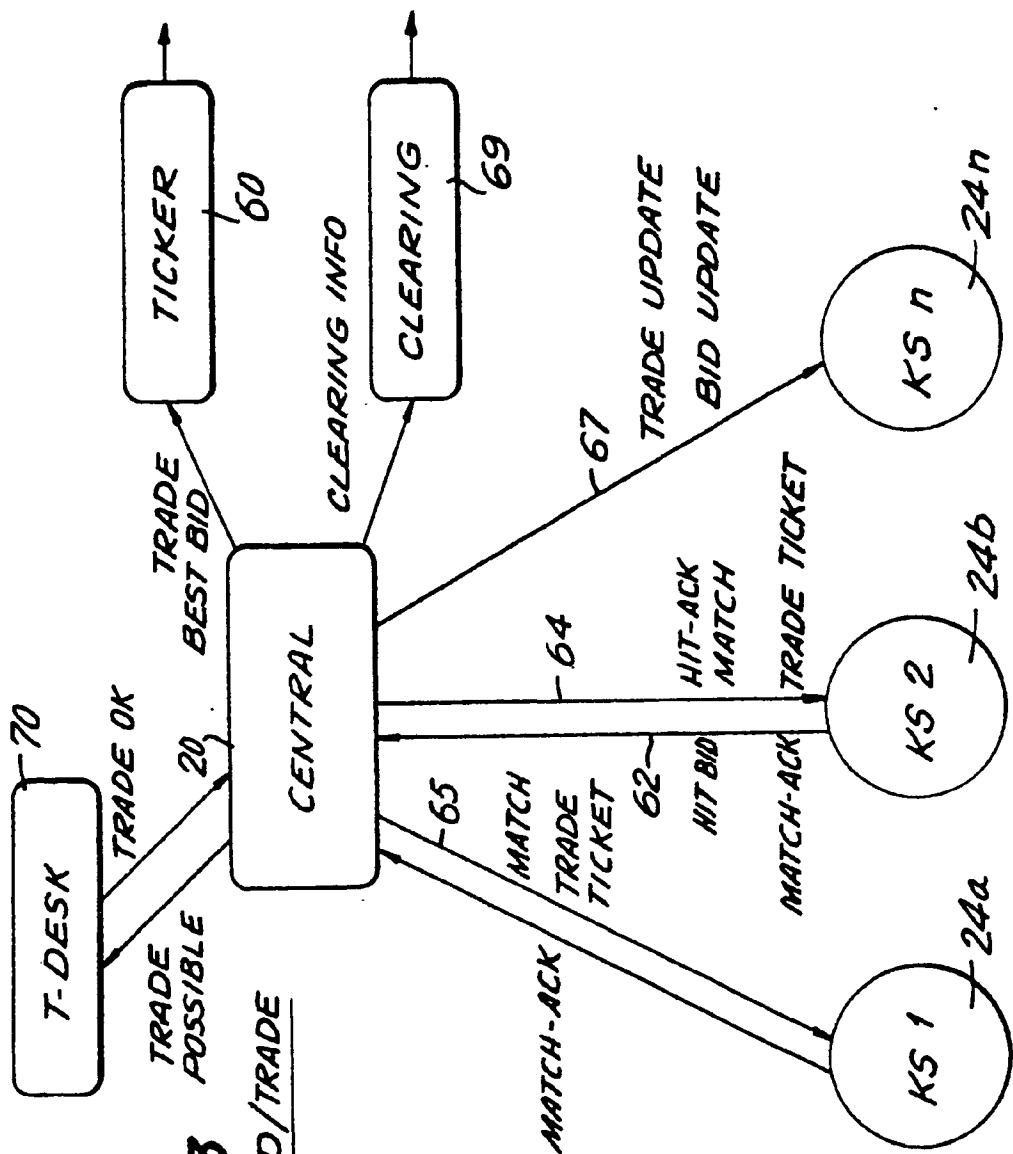 T-DESK
70
TRADE OK
TRADE
POSSIBLE
20
CENTRAL
TRADE
BEST BID
TICKER
60
CLEARING INFO
CLEARING
69
3
D/TRADE
65
MATCH
TRADE
TICKET
MATCH-ACK
64
62
HIT BID
HIT-ACK
MATCH
MATCH-ACK
TRADE TICKET
67
TRADE UPDATE
BID UPDATE
KS 1
24a
KS 2
24b
KS n
24n